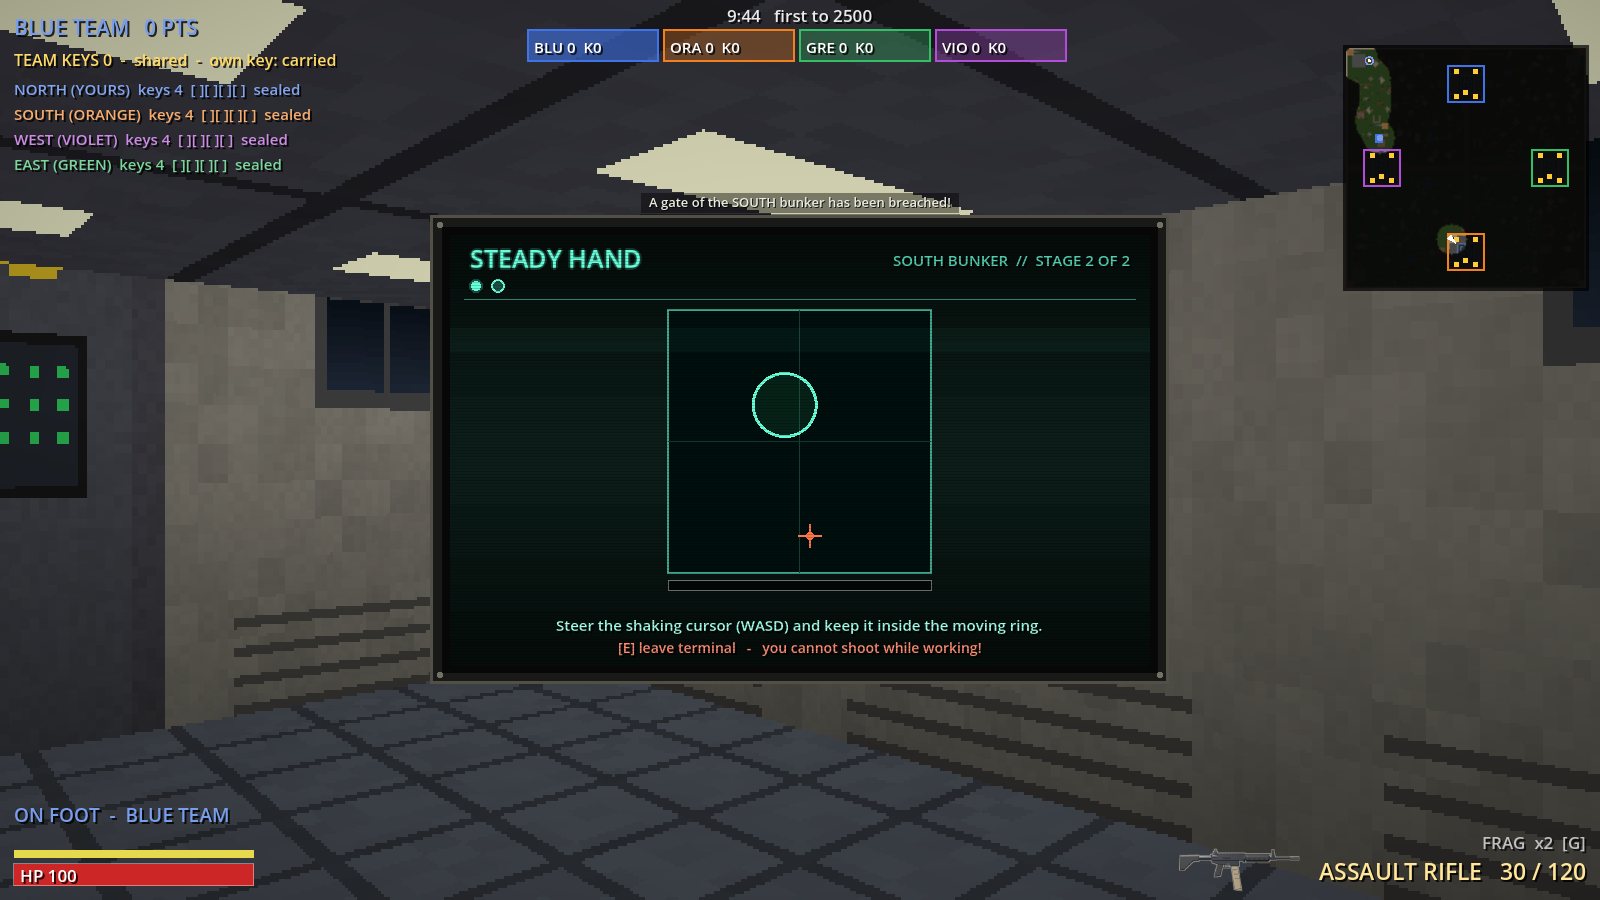 BLUE TEAM 0 PTS
TEAM KEYS 0 - shared - own key: carried
NORTH (YOURS) keys 4 [ ][ ][ ][ ] sealed
SOUTH (ORANGE) keys 4 [ ][ ][ ][ ] sealed
WEST (VIOLET) keys 4 [ ][ ][ ][ ] sealed
EAST (GREEN) keys 4 [ ][ ][ ][ ] sealed
9:44 first to 2500
BLU 0 K0
ORA 0 K0
GRE 0 K0
VIO 0 K0
A gate of the SOUTH bunker has been breached!
STEADY HAND
SOUTH BUNKER // STAGE 2 OF 2
Steer the shaking cursor (WASD) and keep it inside the moving ring.
[E] leave terminal - you cannot shoot while working!
ON FOOT - BLUE TEAM
HP 100
FRAG x2 [G]
ASSAULT RIFLE 30 / 120